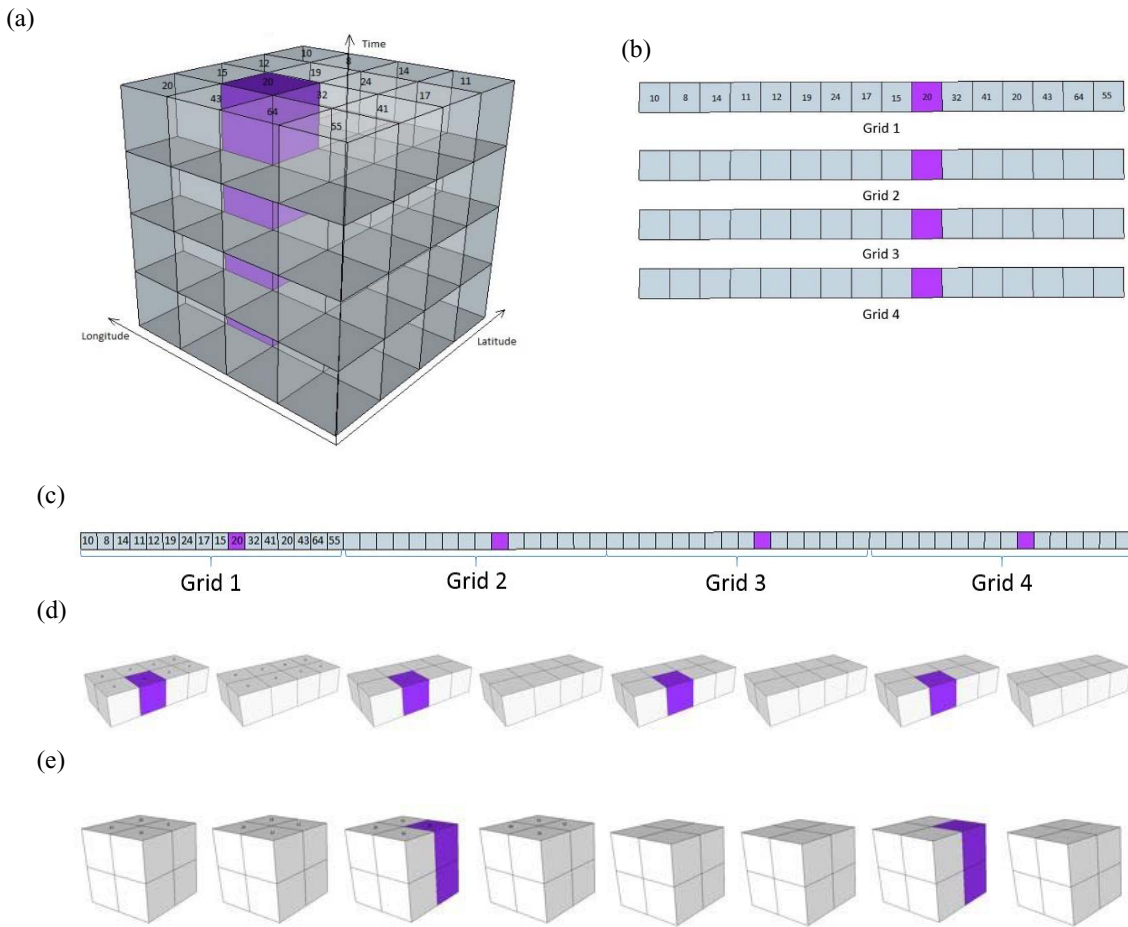 (a)
Time
10 8
12 19 14
15 20 24 11
20 43 32 17
64 41
55
Longitude
Latitude
(b)
10 8 14 11 12 19 24 17 15 20 32 41 20 43 64 55
Grid 1
Grid 2
Grid 3
Grid 4
(c)
10 8 14 11 12 19 24 17 15 20 32 41 20 43 64 55
Grid 1 Grid 2 Grid 3 Grid 4
(d)
(e)